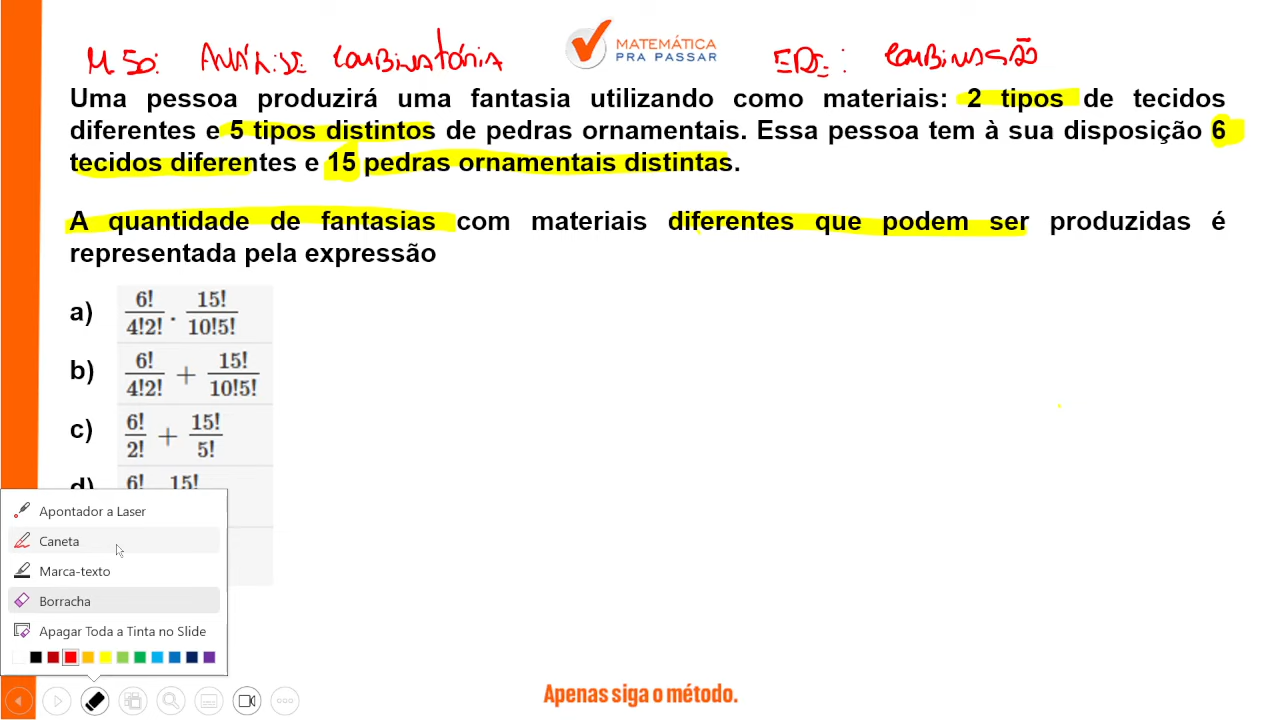 M50: ANÁLISE COMBINATÓRIA
MATEMÁTICA
PRA PASSAR
EDE: COMBINAÇÃO
Uma pessoa produzirá uma fantasia utilizando como materiais: 2 tipos de tecidos
diferentes e 5 tipos distintos de pedras ornamentais. Essa pessoa tem à sua disposição 6
tecidos diferentes e 15 pedras ornamentais distintas.
A quantidade de fantasias com materiais diferentes que podem ser produzidas é
representada pela expressão
a) 6!/4!2! . 15!/10!5!
b) 6!/4!2! + 15!/10!5!
c) 6!/2! + 15!/5!
d) 6! 15!
Apontador a Laser
Caneta
Marca-texto
Borracha
Apagar Toda a Tinta no Slide
Apenas siga o método.